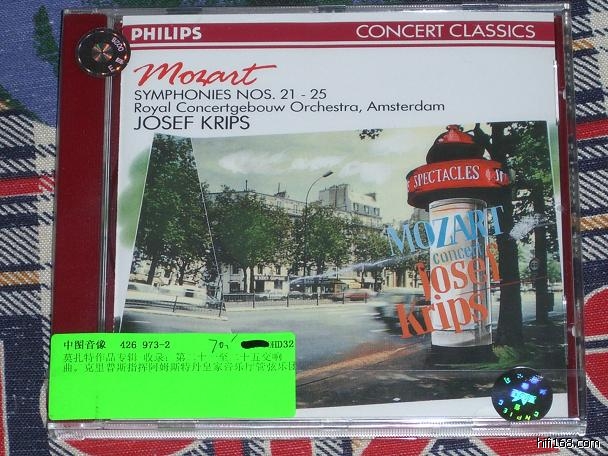 PHILIPS
CONCERT CLASSICS
Mozart
SYMPHONIES NOS. 21 - 25
Royal Concertgebouw Orchestra, Amsterdam
JOSEF KRIPS
SPECTACLES
MOZART
concert
Josef
Krips
中图音像 426 973-2
HD32
莫扎特作品专辑 收录:第二十一至二十五交响
曲。克里普斯指挥阿姆斯特丹皇家音乐厅管弦乐团
hifi168.com